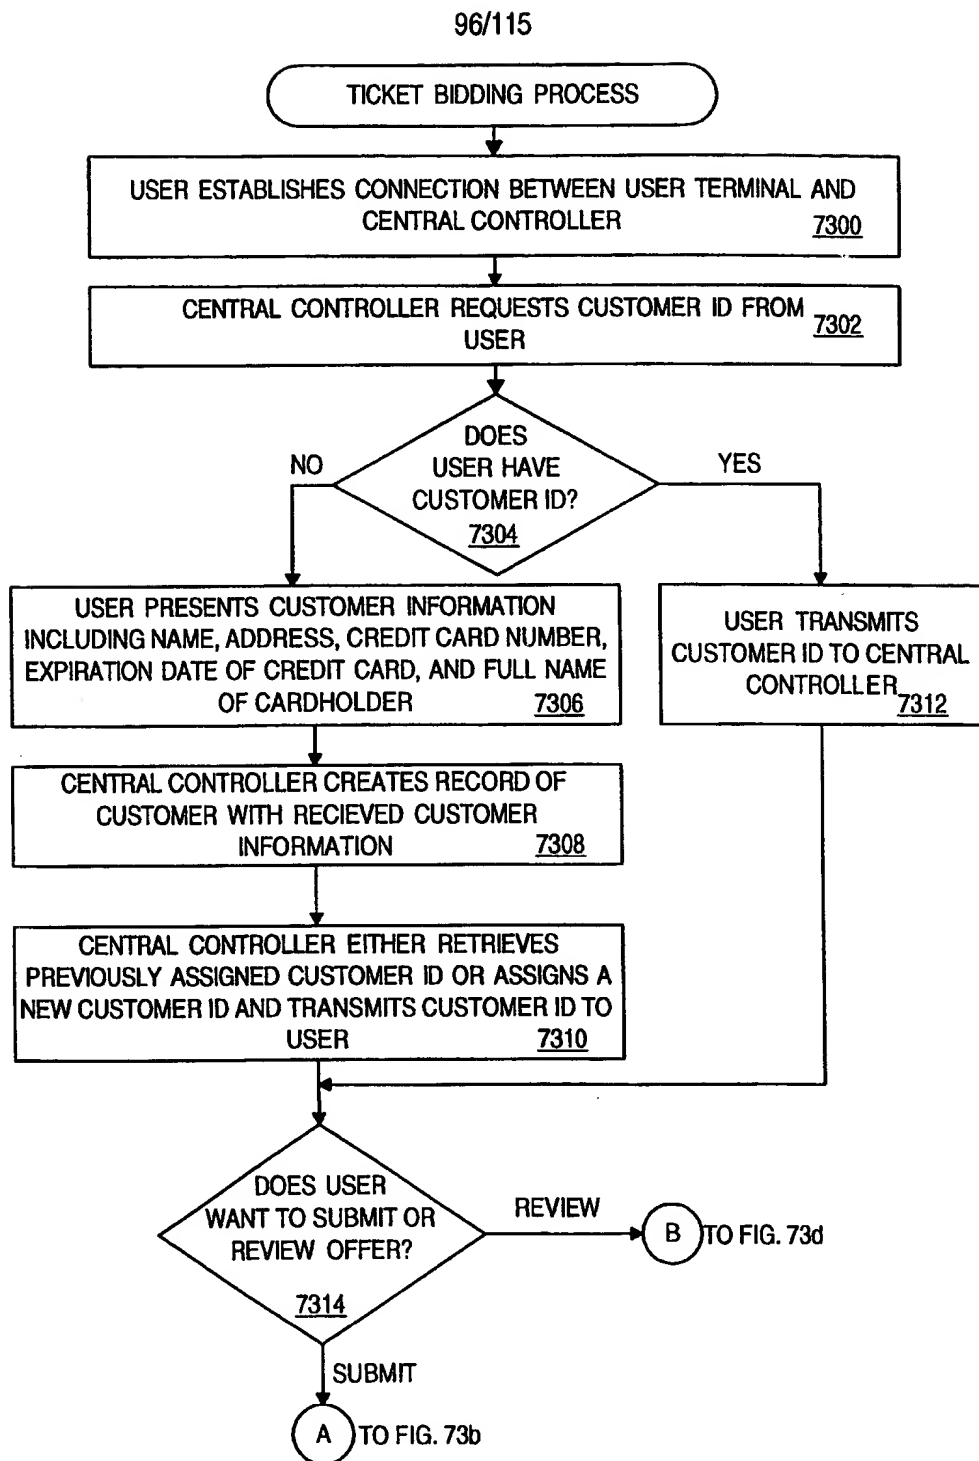 96/115
TICKET BIDDING PROCESS
USER ESTABLISHES CONNECTION BETWEEN USER TERMINAL AND
CENTRAL CONTROLLER 7300
CENTRAL CONTROLLER REQUESTS CUSTOMER ID FROM
USER 7302
DOES
USER HAVE
CUSTOMER ID?
7304
NO
YES
USER PRESENTS CUSTOMER INFORMATION
INCLUDING NAME, ADDRESS, CREDIT CARD NUMBER,
EXPIRATION DATE OF CREDIT CARD, AND FULL NAME
OF CARDHOLDER 7306
USER TRANSMITS
CUSTOMER ID TO CENTRAL
CONTROLLER 7312
CENTRAL CONTROLLER CREATES RECORD OF
CUSTOMER WITH RECIEVED CUSTOMER
INFORMATION 7308
CENTRAL CONTROLLER EITHER RETRIEVES
PREVIOUSLY ASSIGNED CUSTOMER ID OR ASSIGNS A
NEW CUSTOMER ID AND TRANSMITS CUSTOMER ID TO
USER 7310
DOES USER
WANT TO SUBMIT OR
REVIEW OFFER?
7314
REVIEW
B TO FIG. 73d
SUBMIT
A TO FIG. 73b